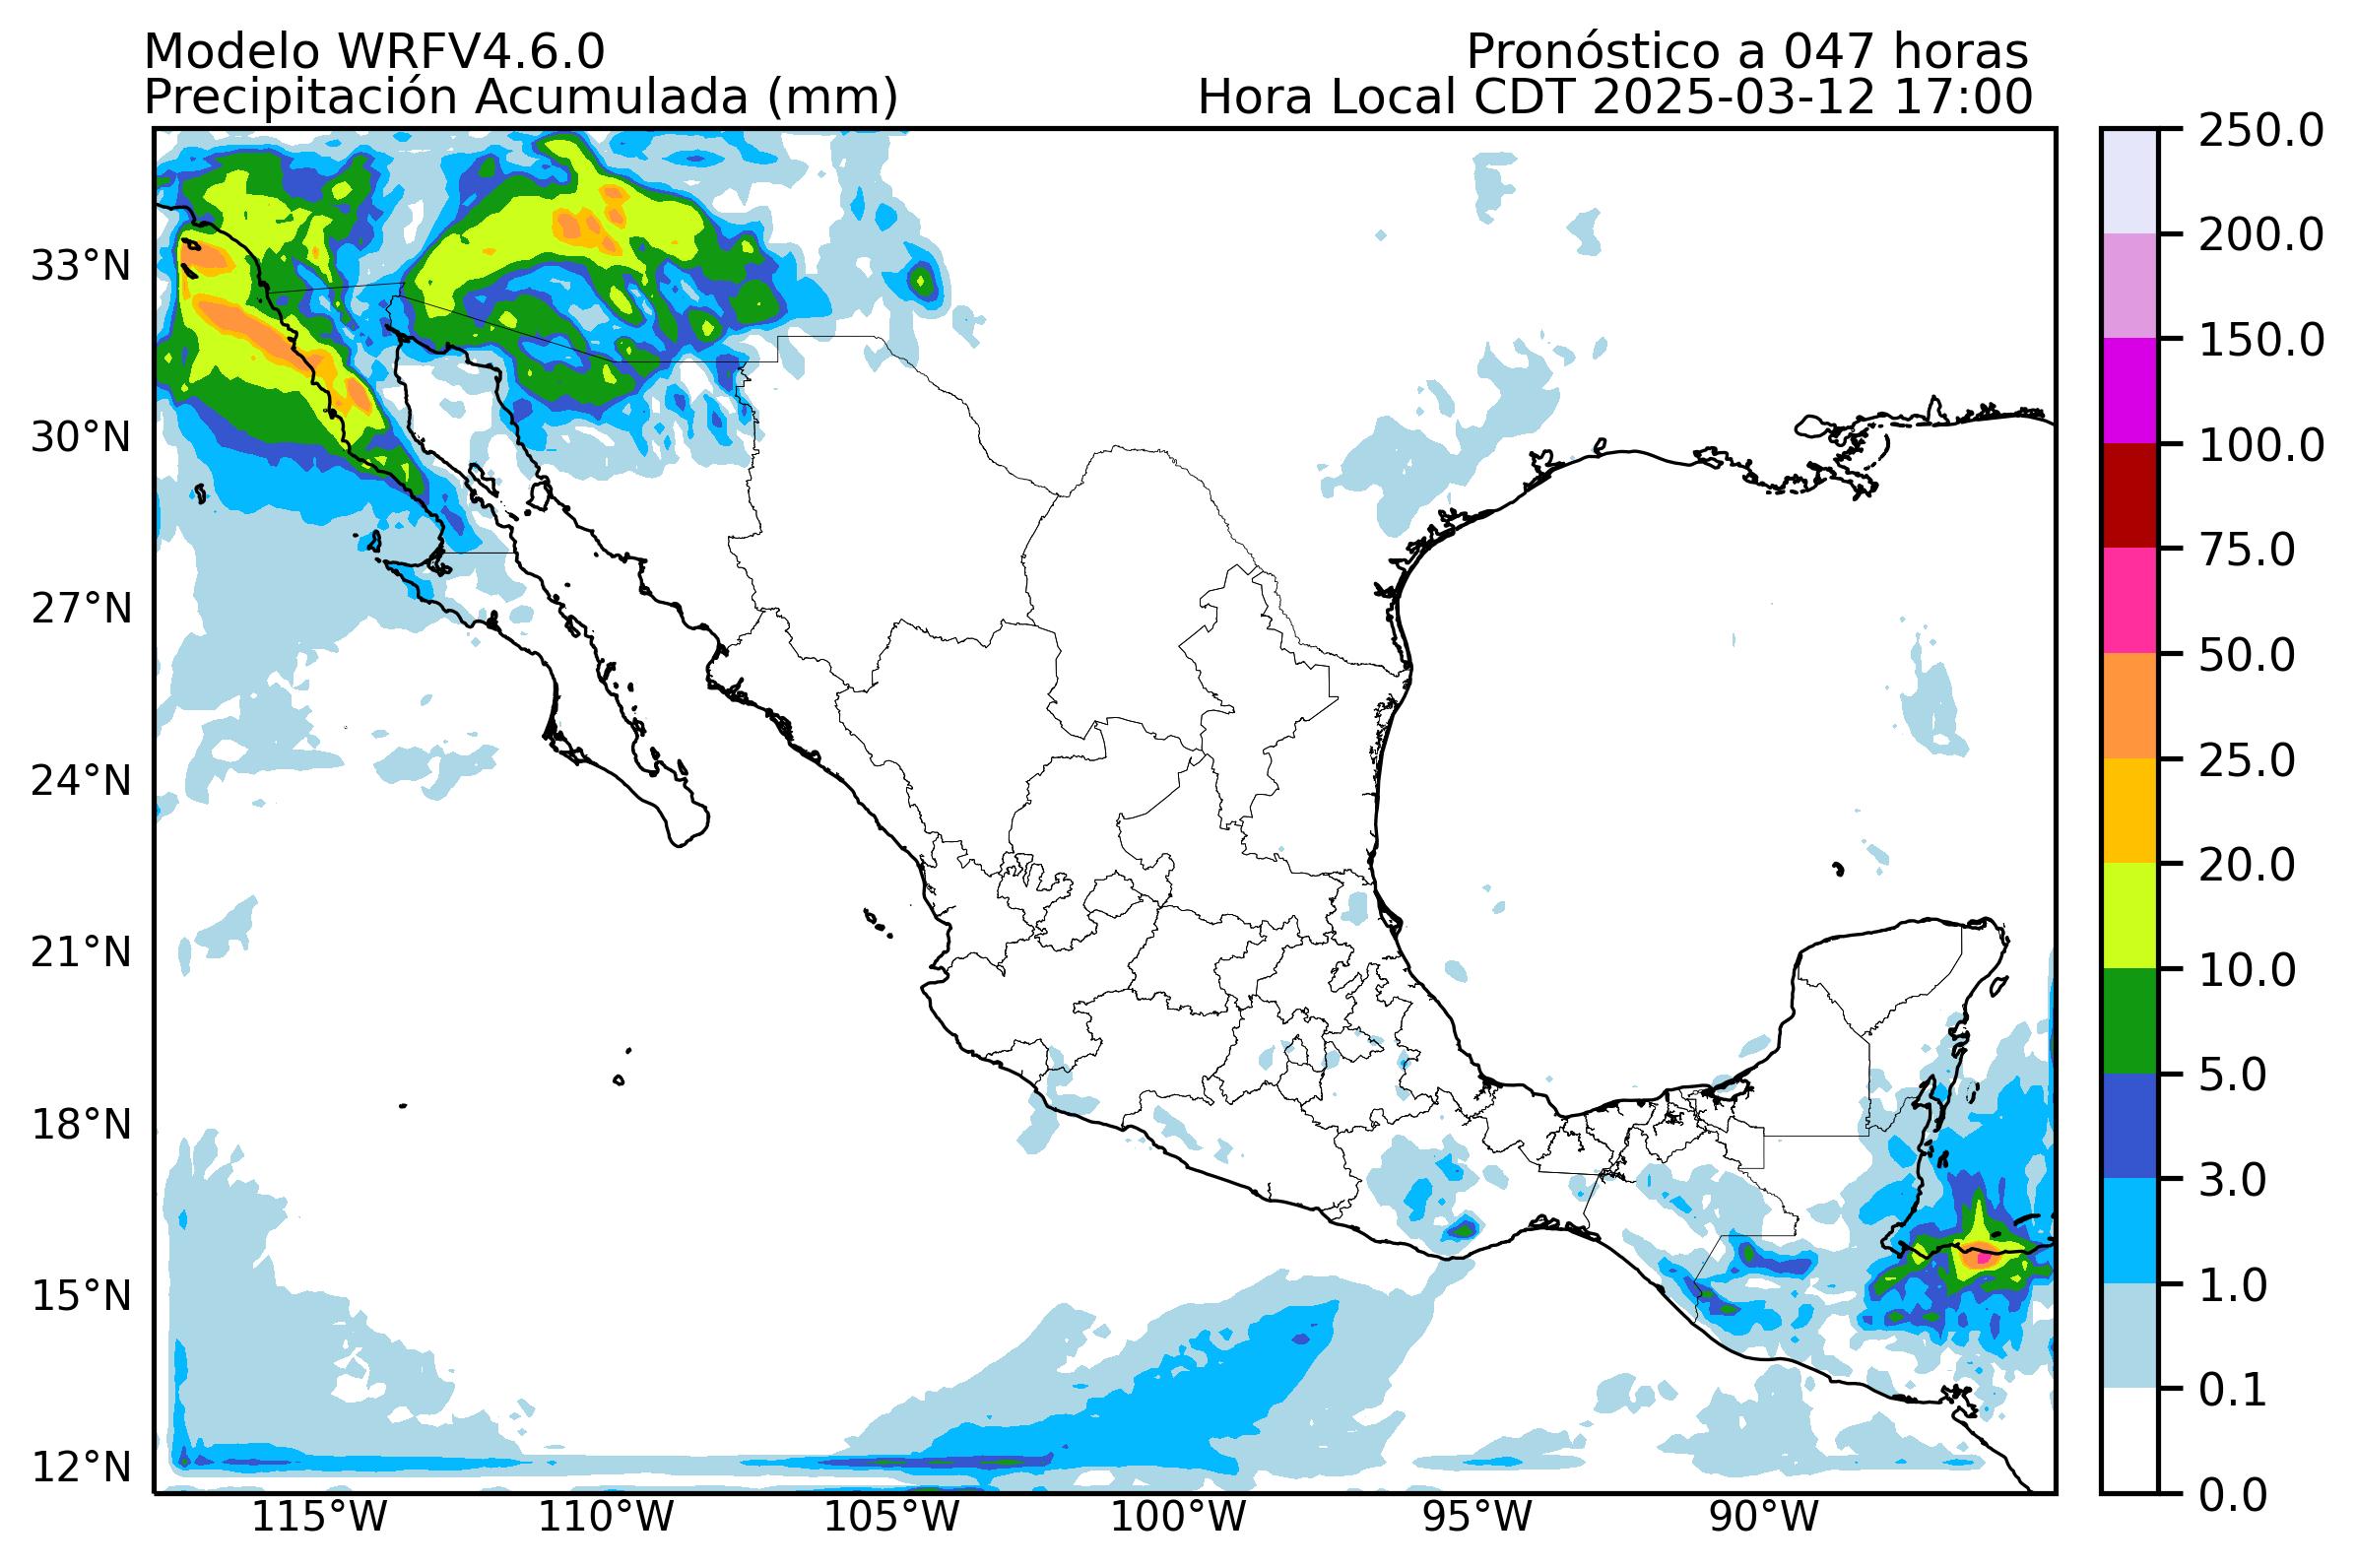 Modelo WRFV4.6.0
Pronóstico a 047 horas
Precipitación Acumulada (mm)
Hora Local CDT 2025-03-12 17:00
250.0
200.0
150.0
100.0
75.0
50.0
25.0
20.0
10.0
5.0
3.0
1.0
0.1
0.0
33°N
30°N
27°N
24°N
21°N
18°N
15°N
12°N
115°W
110°W
105°W
100°W
95°W
90°W